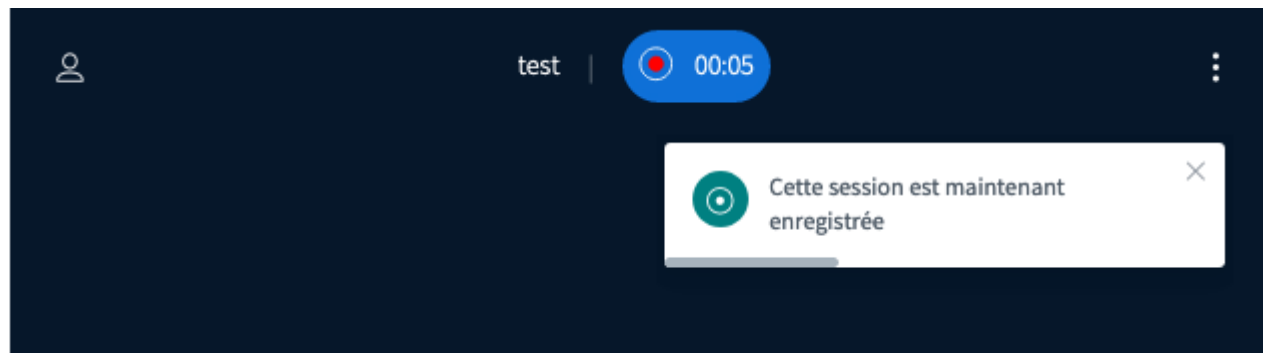 test | 00:05
Cette session est maintenant
enregistrée